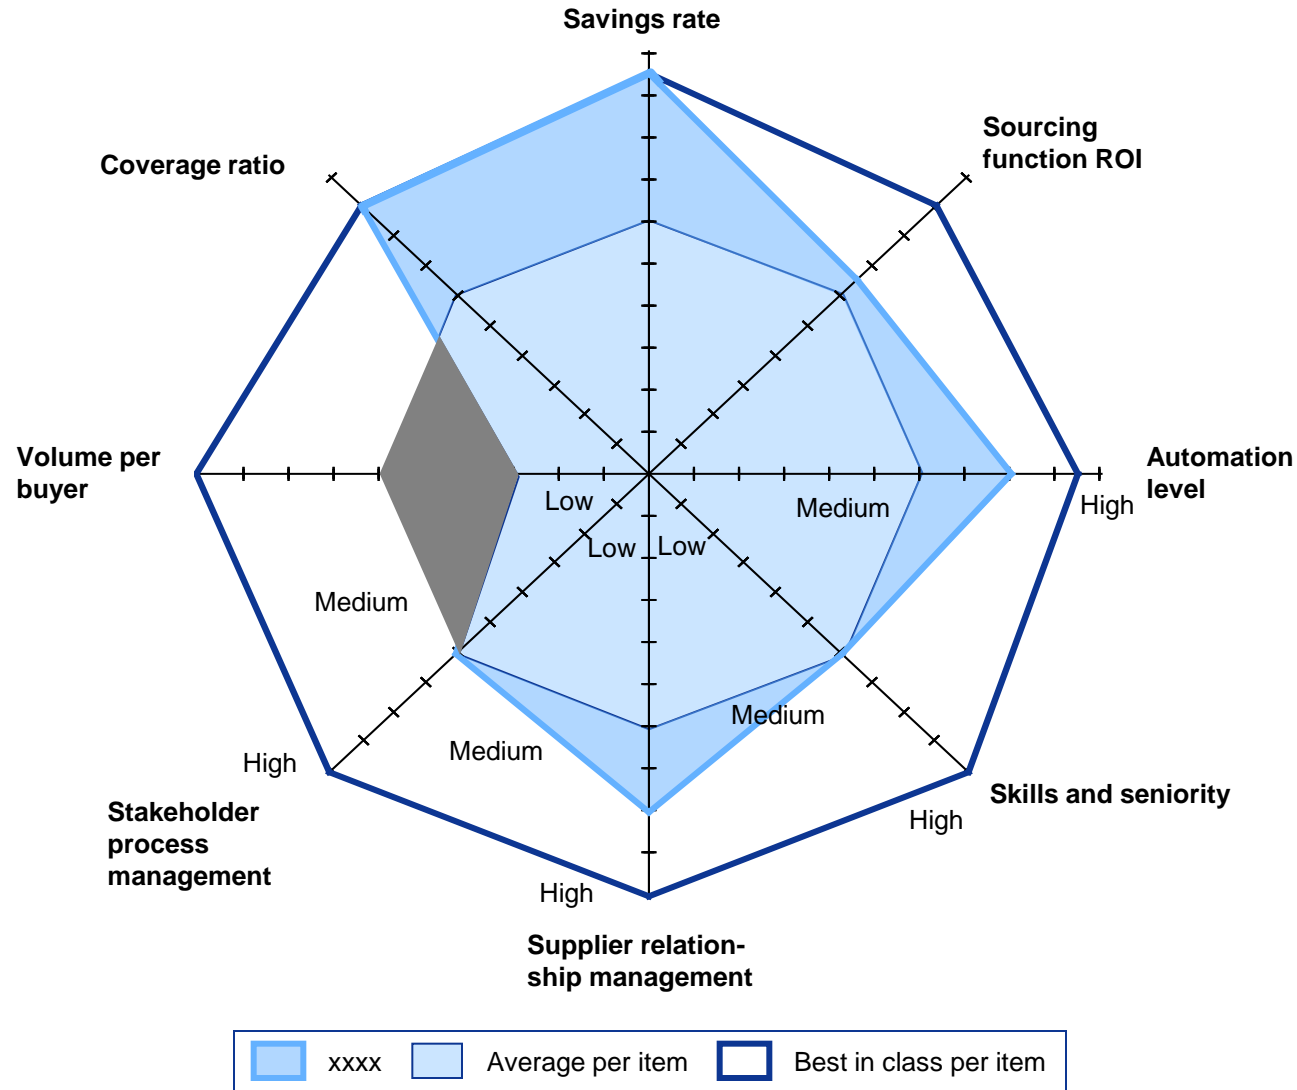 Savings rate
Sourcing
function ROI
Coverage ratio
Volume per
buyer
Automation
level
Low
Medium
High
Low
Low
Medium
Medium
Medium
High
Skills and seniority
High
Stakeholder
process
management
High
Supplier relation-
ship management
xxxx
Average per item
Best in class per item